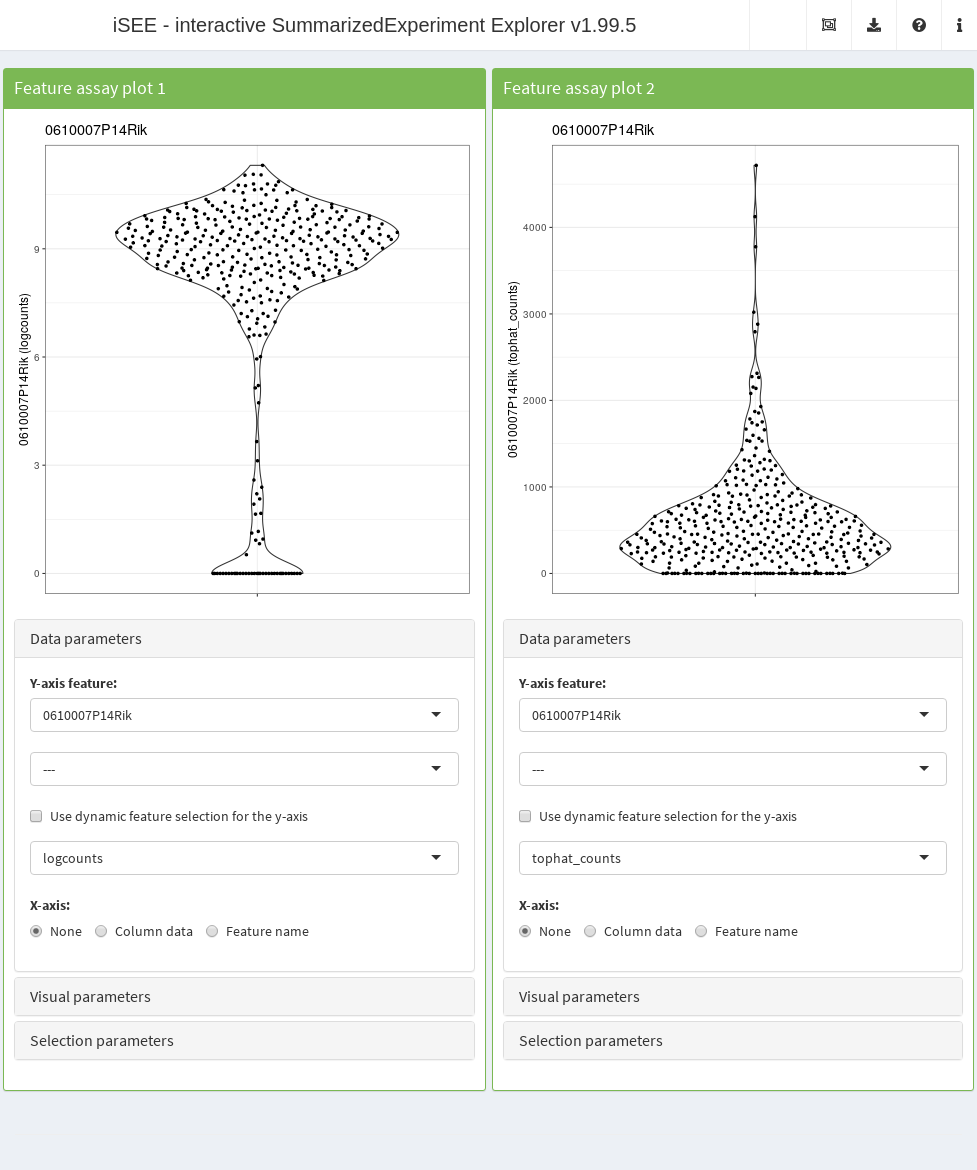 iSEE - interactive SummarizedExperiment Explorer v1.99.5
Feature assay plot 1
0610007P14Rik
0610007P14Rik (logcounts)
9
6
3
0
Data parameters
Y-axis feature:
0610007P14Rik
---
Use dynamic feature selection for the y-axis
logcounts
X-axis:
None Column data Feature name
Visual parameters
Selection parameters
Feature assay plot 2
0610007P14Rik
0610007P14Rik (tophat_counts)
4000
3000
2000
1000
0
Data parameters
Y-axis feature:
0610007P14Rik
---
Use dynamic feature selection for the y-axis
tophat_counts
X-axis:
None Column data Feature name
Visual parameters
Selection parameters